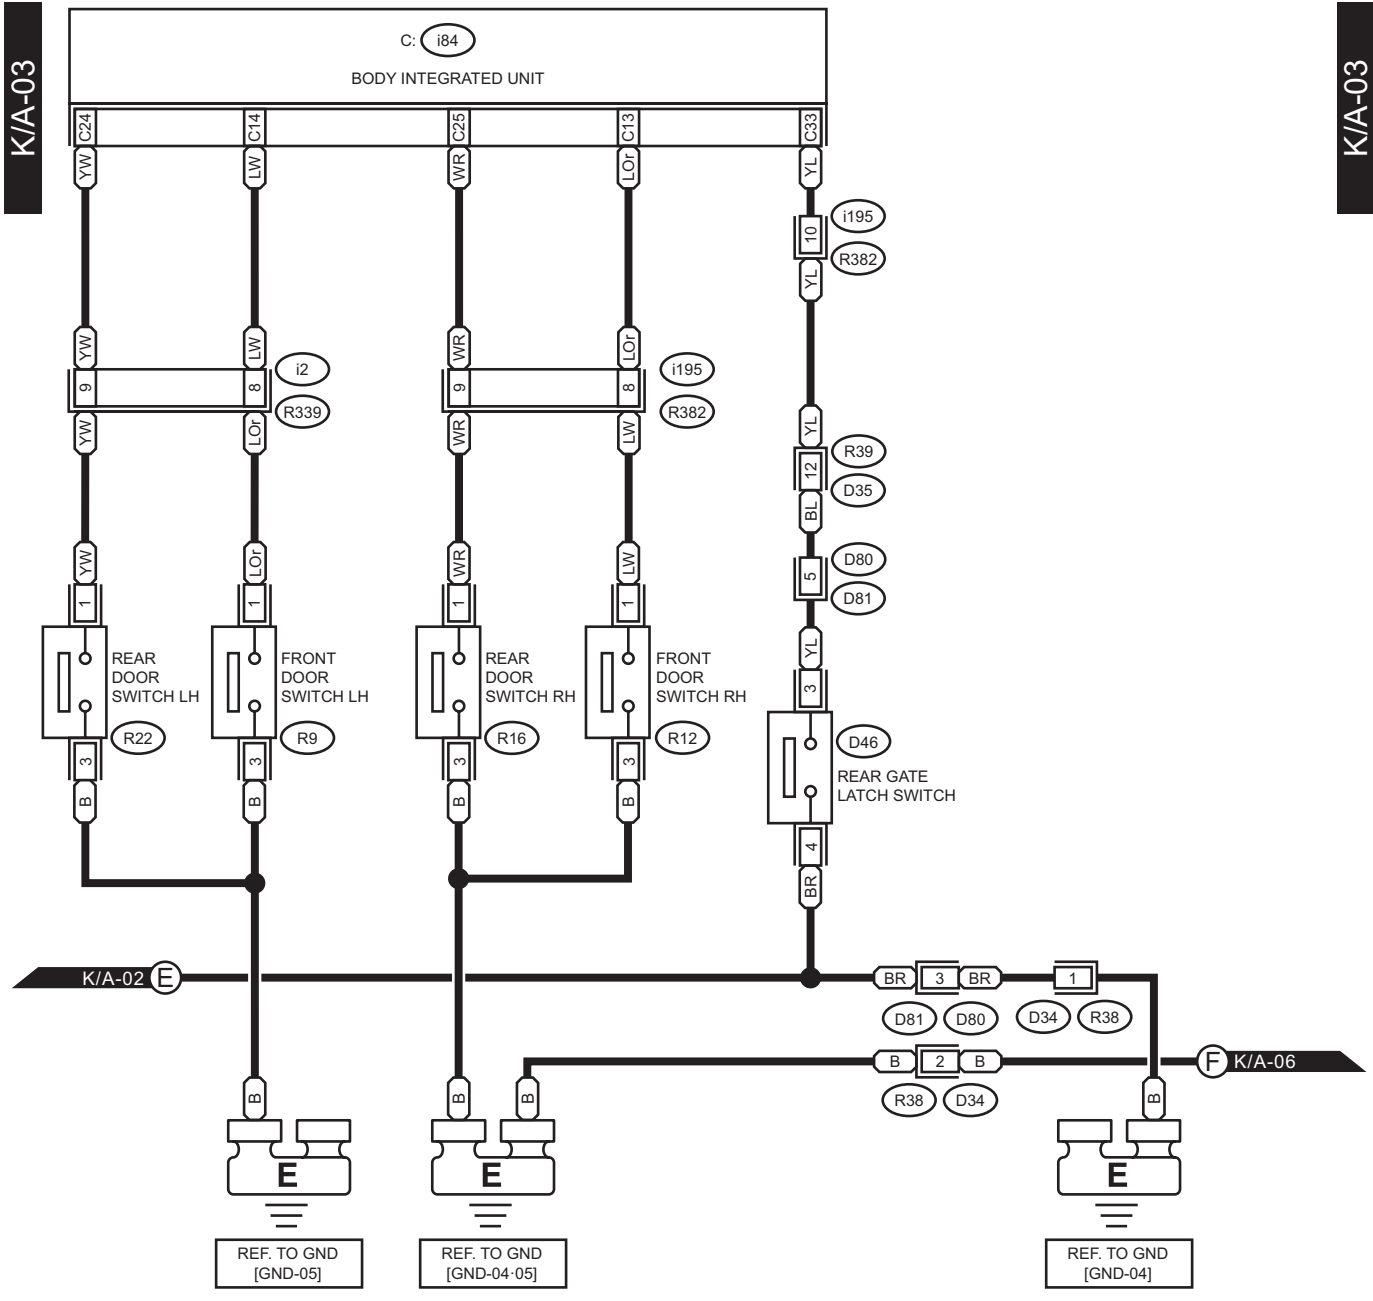 K/A-03
K/A-03
C: i84
BODY INTEGRATED UNIT
C24 C14 C25 C13 C33
YW LW WR LOr YL
i195
10
R382
YL
YW LW WR LOr
i2 i195
9 8 9 8
R339 R382
YW LOr WR LW
YL
R39
12
D35
BL
D80
5
D81
YW LOr WR LW
1 1 1 1
YL
3
REAR
DOOR
SWITCH LH
FRONT
DOOR
SWITCH LH
REAR
DOOR
SWITCH RH
FRONT
DOOR
SWITCH RH
R22 R9 R16 R12
D46
REAR GATE
LATCH SWITCH
3 3 3 3
B B B B
4
BR
K/A-02 E
BR 3 BR 1
D81 D80 D34 R38
B 2 B
F K/A-06
R38 D34
B B B B
E E E
REF. TO GND
[GND-05]
REF. TO GND
[GND-04·05]
REF. TO GND
[GND-04]